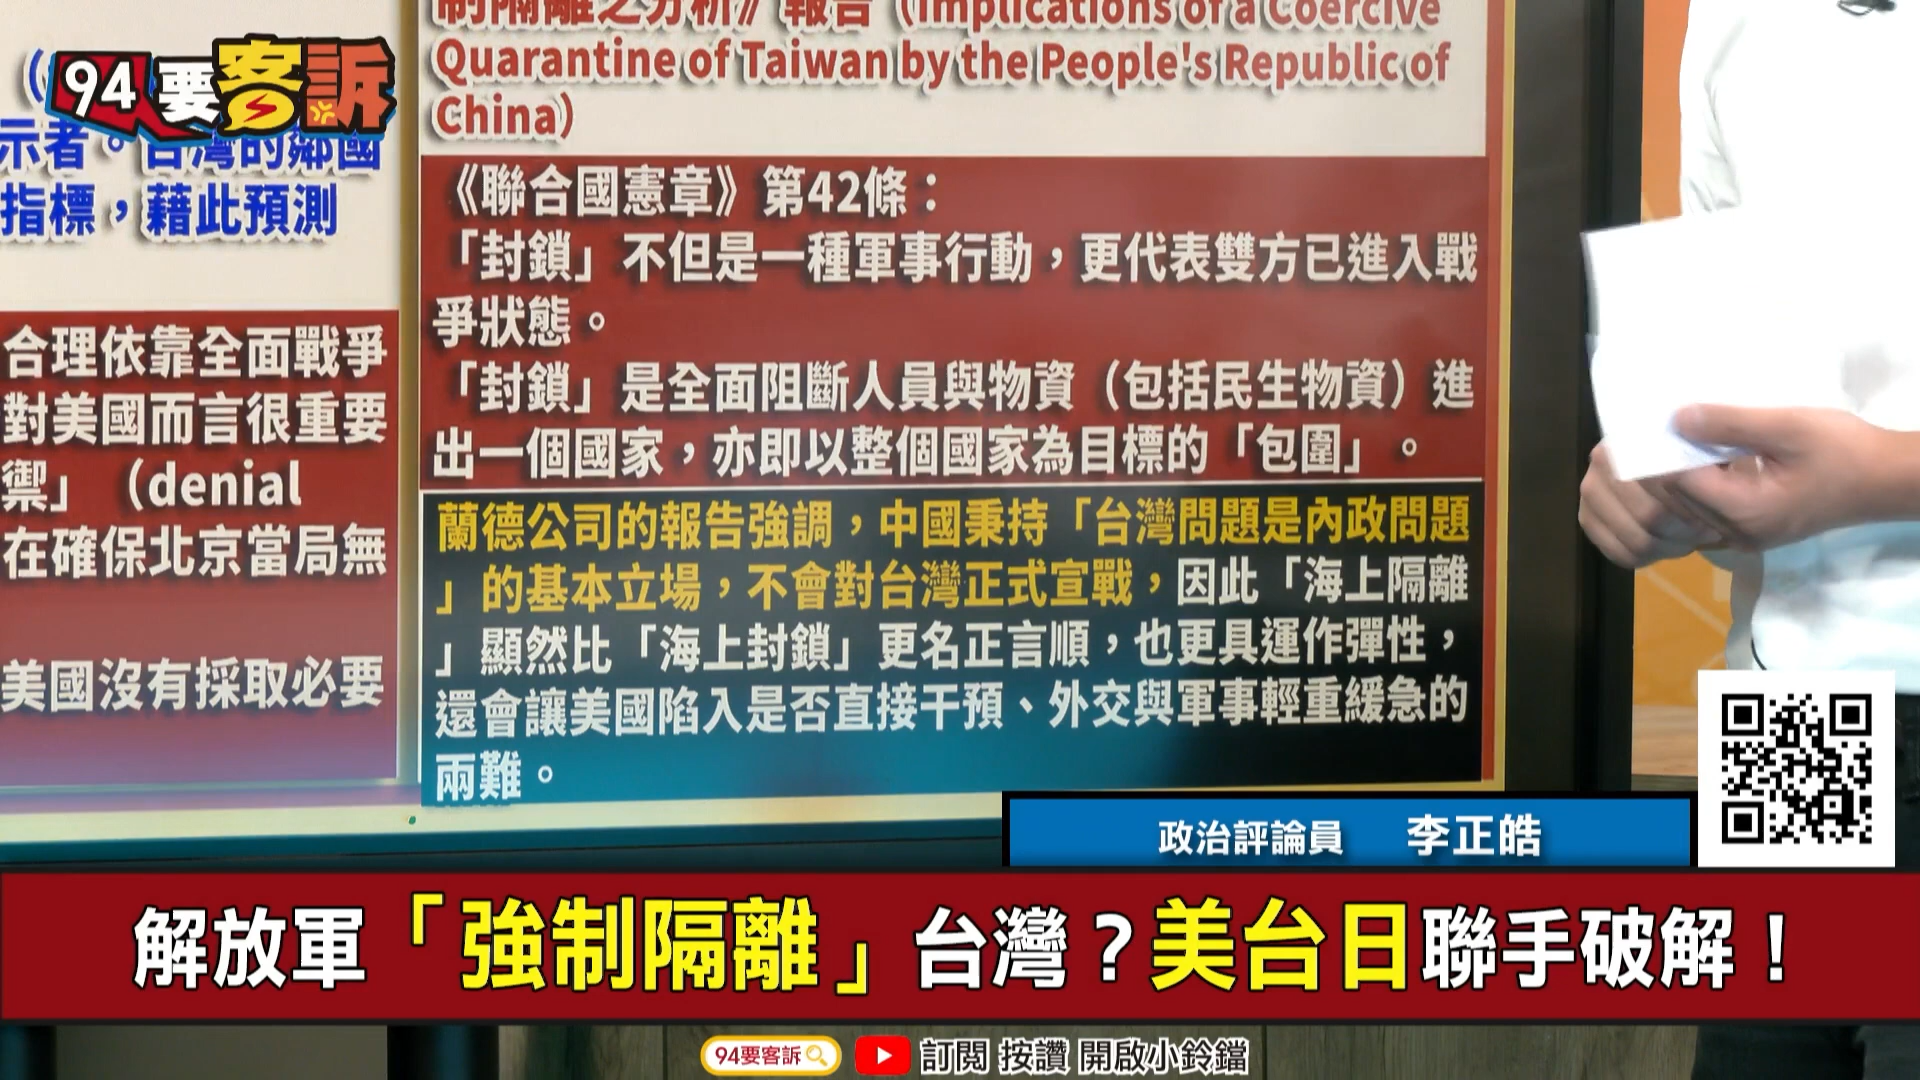 94要客訴
示者。台灣的鄰國
指標，藉此預測
合理依靠全面戰爭
對美國而言很重要
禦」（denial
在確保北京當局無
美國沒有採取必要
制隔離之分析》報告（Implications of a Coercive
Quarantine of Taiwan by the People's Republic of
China）
《聯合國憲章》第42條：
「封鎖」不但是一種軍事行動，更代表雙方已進入戰
爭狀態。
「封鎖」是全面阻斷人員與物資（包括民生物資）進
出一個國家，亦即以整個國家為目標的「包圍」。
蘭德公司的報告強調，中國秉持「台灣問題是內政問題
」的基本立場，不會對台灣正式宣戰，因此「海上隔離
」顯然比「海上封鎖」更名正言順，也更具運作彈性，
還會讓美國陷入是否直接干預、外交與軍事輕重緩急的
兩難。
政治評論員 李正皓
解放軍「強制隔離」台灣？美台日聯手破解！
94要客訴 訂閱 按讚 開啟小鈴鐺